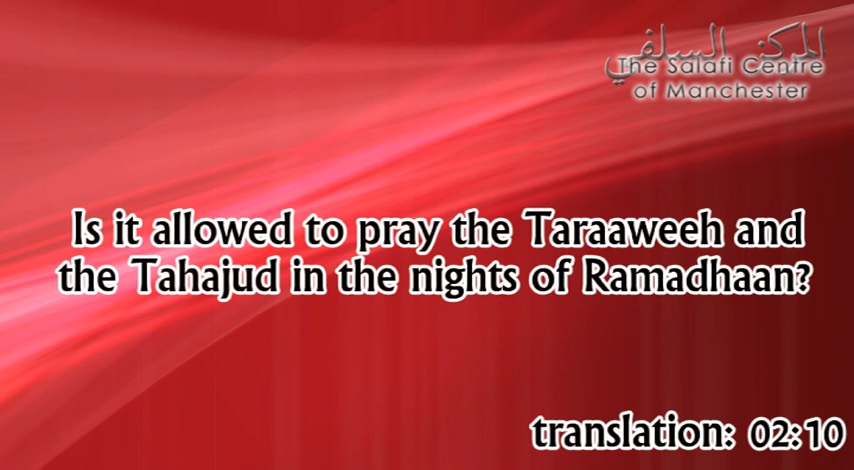 المركز السلفي
The Salafi Centre
of Manchester
Is it allowed to pray the Taraaweeh and
the Tahajud in the nights of Ramadhaan?
translation: 02:10